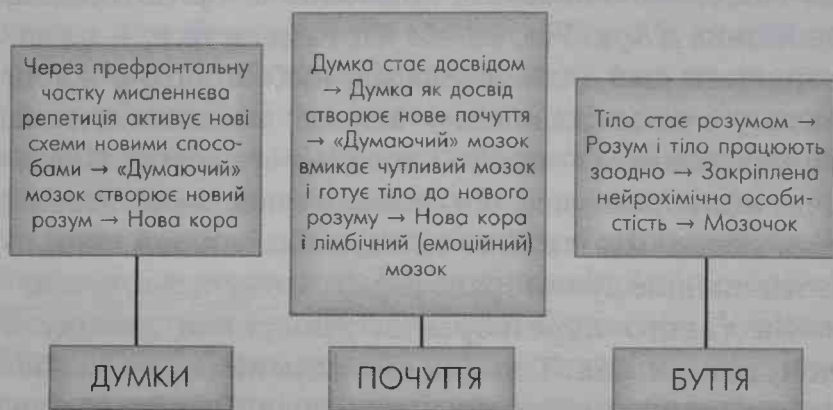 Через префронтальну
частку мисленнєва
репетиція активує нові
схеми новими спосо-
бами → «Думаючий»
мозок створює новий
розум → Нова кора
Думка стає досвідом
→ Думка як досвід
створює нове почуття
→ «Думаючий» мозок
вмикає чутливий мозок
і готує тіло до нового
розуму → Нова кора
і лімбічний (емоційний)
мозок
Тіло стає розумом →
Розум і тіло працюють
заодно → Закріплена
нейрохімічна особи-
стість → Мозочок
ДУМКИ
ПОЧУТТЯ
БУТТЯ